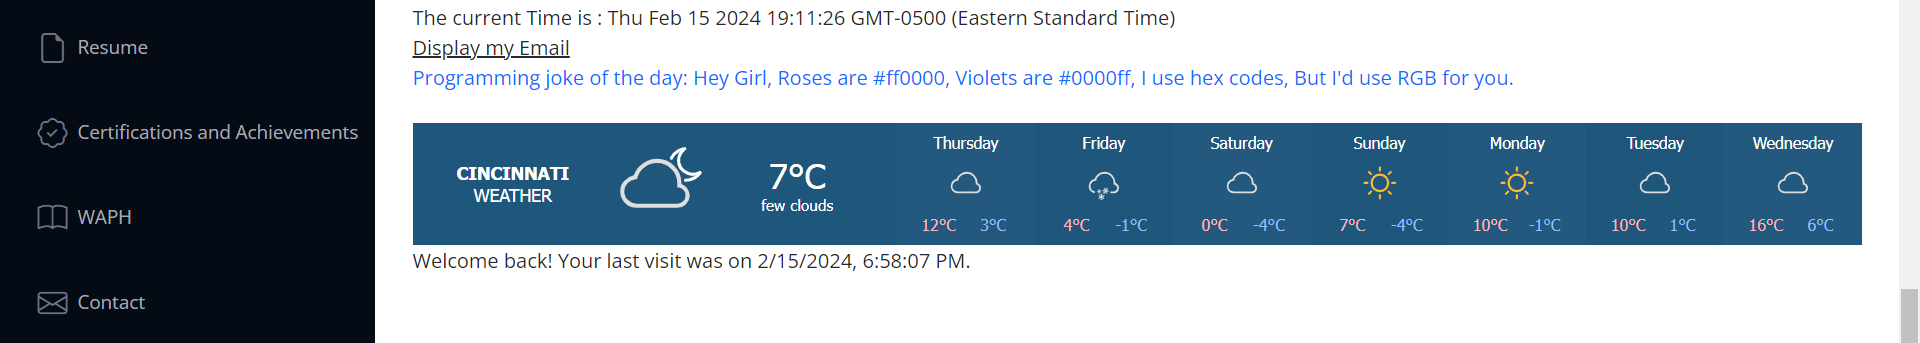 Resume
Certifications and Achievements
WAPH
Contact
The current Time is : Thu Feb 15 2024 19:11:26 GMT-0500 (Eastern Standard Time)
Display my Email
Programming joke of the day: Hey Girl, Roses are #ff0000, Violets are #0000ff, I use hex codes, But I'd use RGB for you.
CINCINNATI
WEATHER
7°C
few clouds
Thursday
12°C 3°C
Friday
4°C -1°C
Saturday
0°C -4°C
Sunday
7°C -4°C
Monday
10°C -1°C
Tuesday
10°C 1°C
Wednesday
16°C 6°C
Welcome back! Your last visit was on 2/15/2024, 6:58:07 PM.